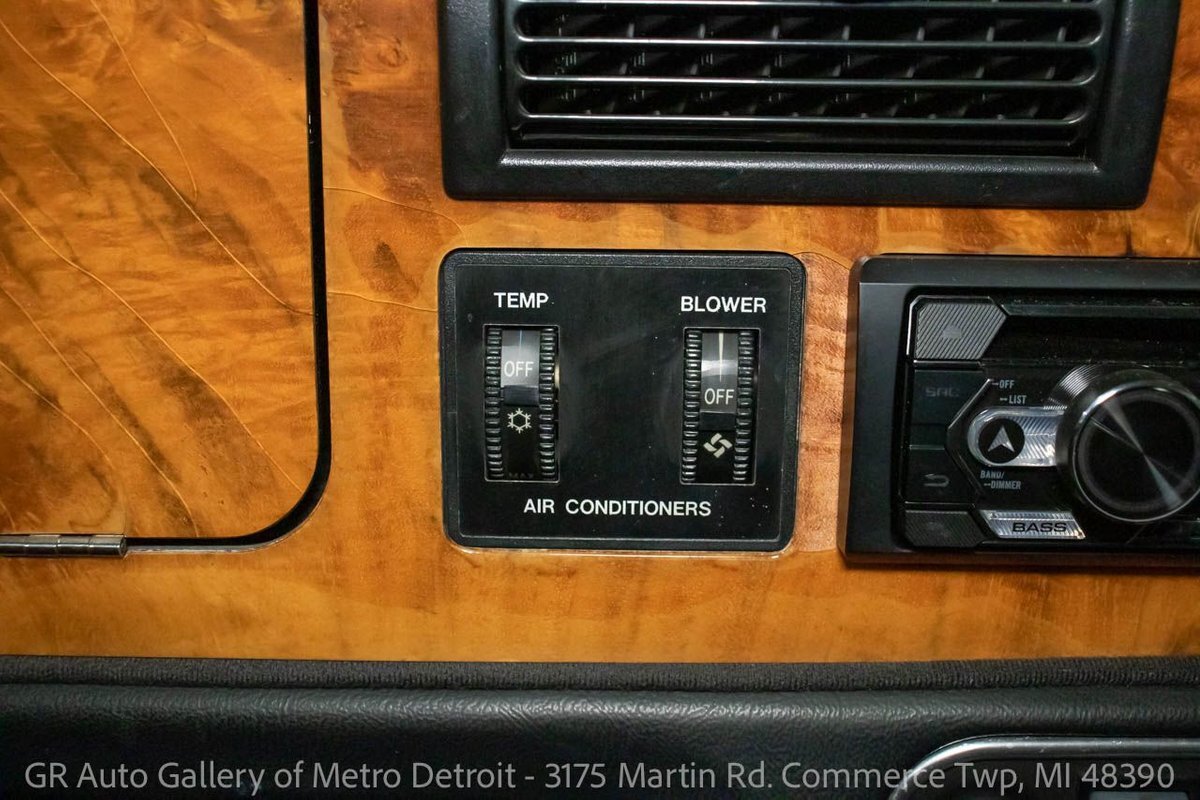 TEMP
BLOWER
OFF
OFF
AIR CONDITIONERS
SRC
OFF
LIST
BAND/
DIMMER
BASS
GR Auto Gallery of Metro Detroit - 3175 Martin Rd. Commerce Twp, MI 48390